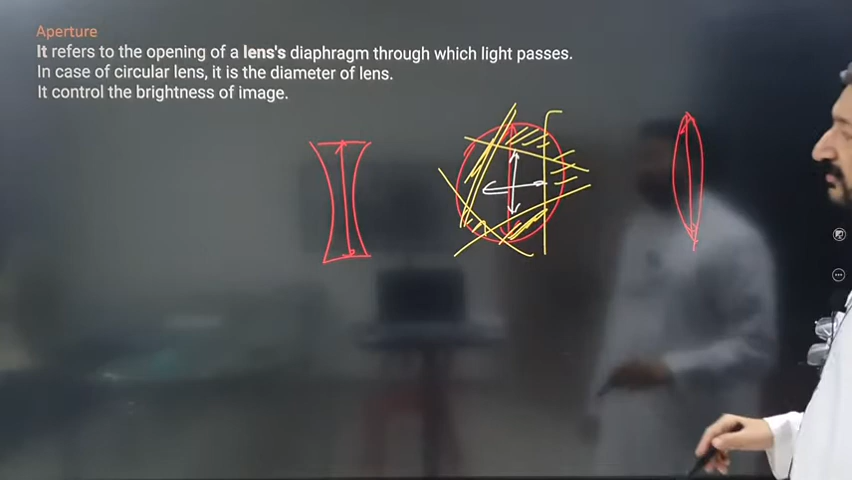 Aperture
It refers to the opening of a lens's diaphragm through which light passes.
In case of circular lens, it is the diameter of lens.
It control the brightness of image.